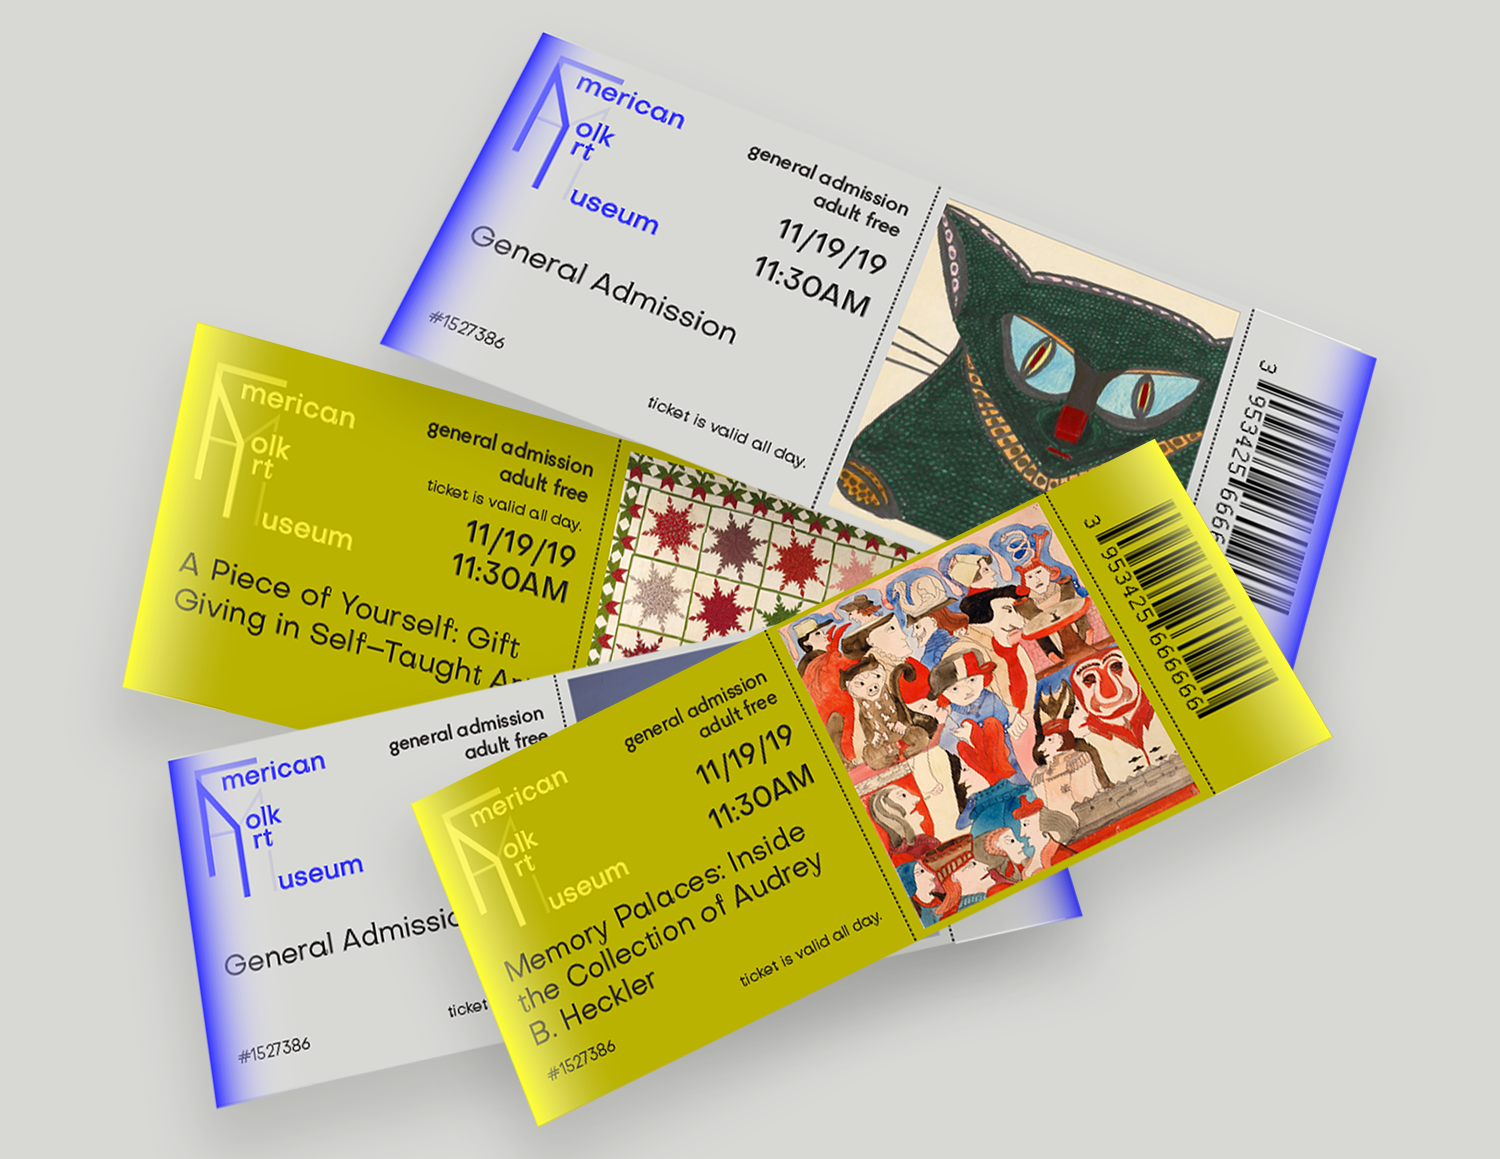 merican
olk
rt
useum
general admission
adult free
11/19/19
11:30AM
General Admission
#1527386
ticket is valid all day.
3 953425 666666
merican
olk
rt
useum
general admission
adult free
ticket is valid all day.
11/19/19
11:30AM
A Piece of Yourself: Gift
Giving in Self-Taught
merican
olk
rt
useum
general admission
adult free
General
ticket
#1527386
merican
olk
rt
useum
general admission
adult free
11/19/19
11:30AM
Memory Palaces: Inside
the Collection of Audrey
B. Heckler
ticket is valid all day.
#1527386
3 953425 666666